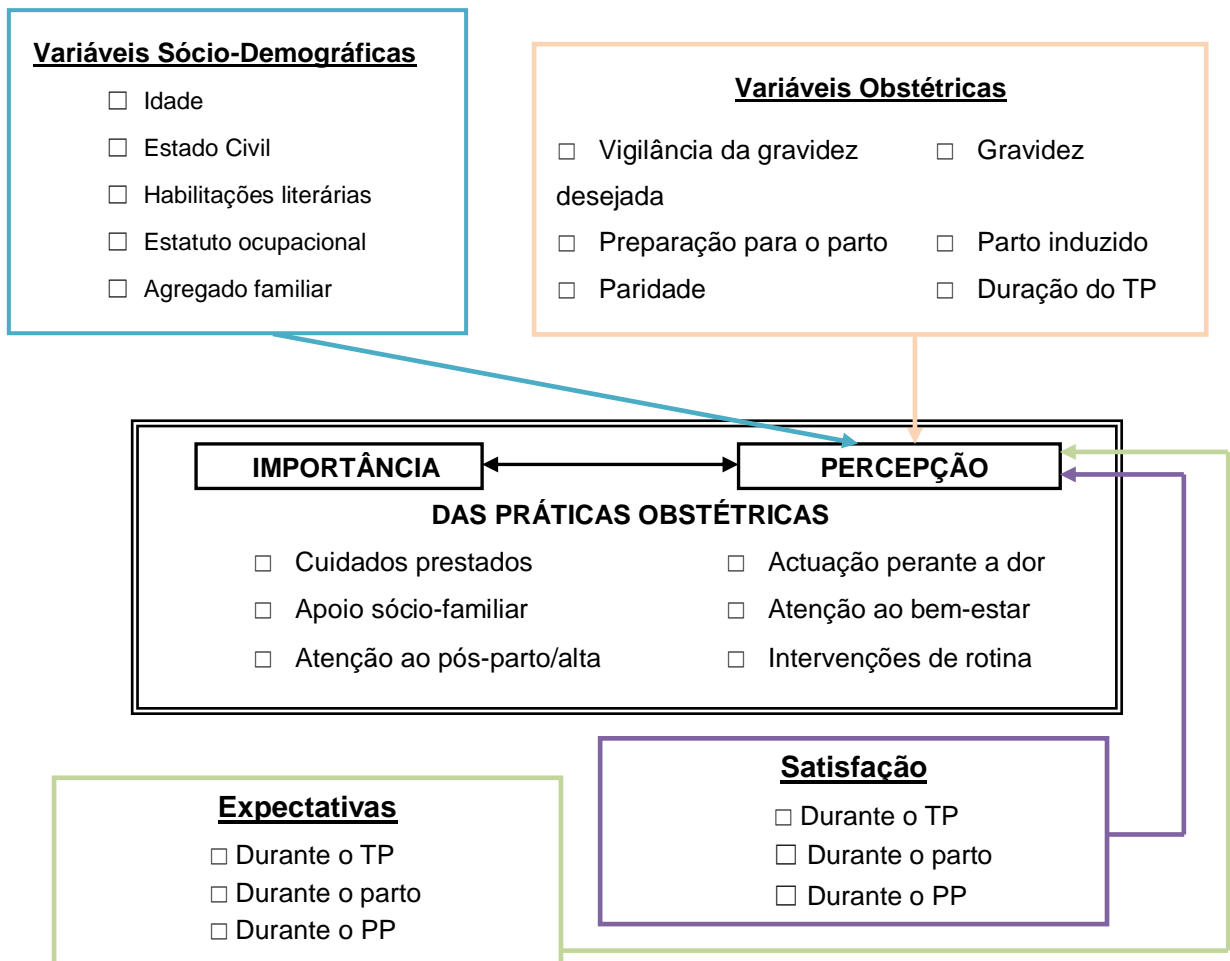 Variáveis Sócio-Demográficas
□ Idade
□ Estado Civil
□ Habilitações literárias
□ Estatuto ocupacional
□ Agregado familiar
Variáveis Obstétricas
□ Vigilância da gravidez □ Gravidez
desejada
□ Preparação para o parto □ Parto induzido
□ Paridade □ Duração do TP
IMPORTÂNCIA PERCEPÇÃO
DAS PRÁTICAS OBSTÉTRICAS
□ Cuidados prestados □ Actuação perante a dor
□ Apoio sócio-familiar □ Atenção ao bem-estar
□ Atenção ao pós-parto/alta □ Intervenções de rotina
Expectativas
□ Durante o TP
□ Durante o parto
□ Durante o PP
Satisfação
□ Durante o TP
□ Durante o parto
□ Durante o PP